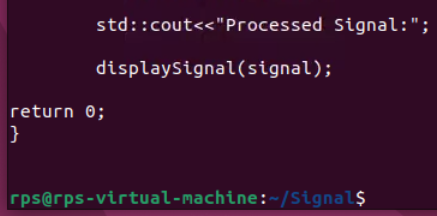 std::cout<<"Processed Signal:";
displaySignal(signal);
return 0;
}
rps@rps-virtual-machine:~/Signal$